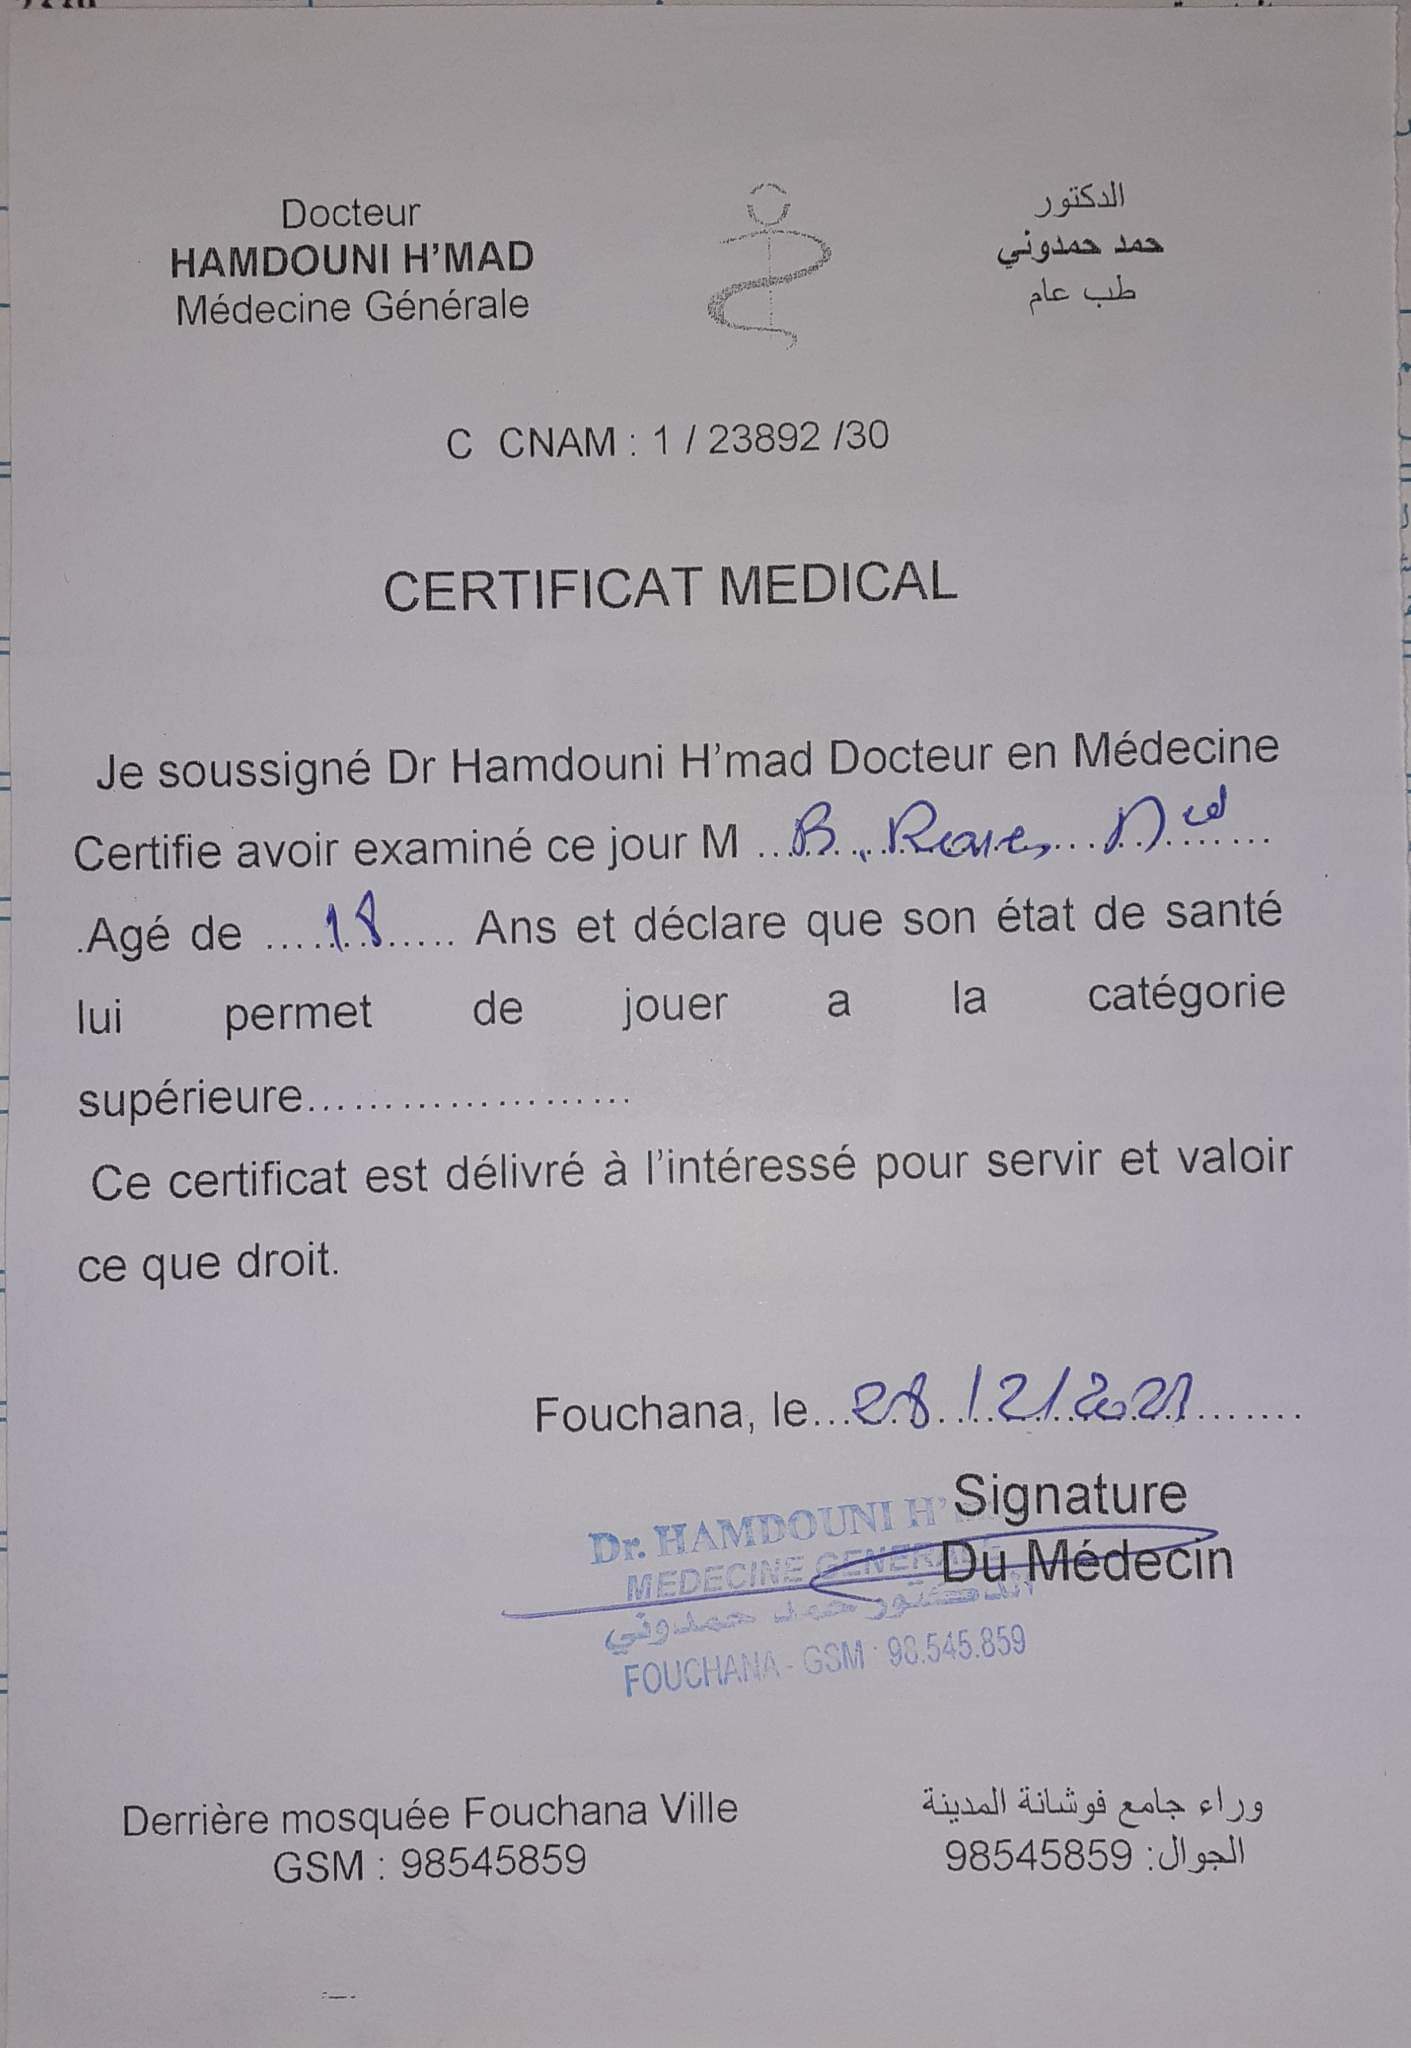 Docteur
HAMDOUNI H'MAD
Médecine Générale
الدكتور
حمد حمدوني
طب عام
C CNAM : 1 / 23892 /30
CERTIFICAT MEDICAL
Je soussigné Dr Hamdouni H'mad Docteur en Médecine
Certifie avoir examiné ce jour M ... B.
.Agé de ...... 18 ..... Ans et déclare que son état de santé
lui permet de jouer a la catégorie
supérieure.....................
Ce certificat est délivré à l'intéressé pour servir et valoir
ce que droit.
Fouchana, le... 28/12/2021 .......
Signature
Du Médecin
Dr. HAMDOUNI H'
MEDECINE GENERALE
الدكتور حمد حمدوني
FOUCHANA - GSM : 98.545.859
Derrière mosquée Fouchana Ville
GSM : 98545859
وراء جامع فوشانة المدينة
الجوال: 98545859